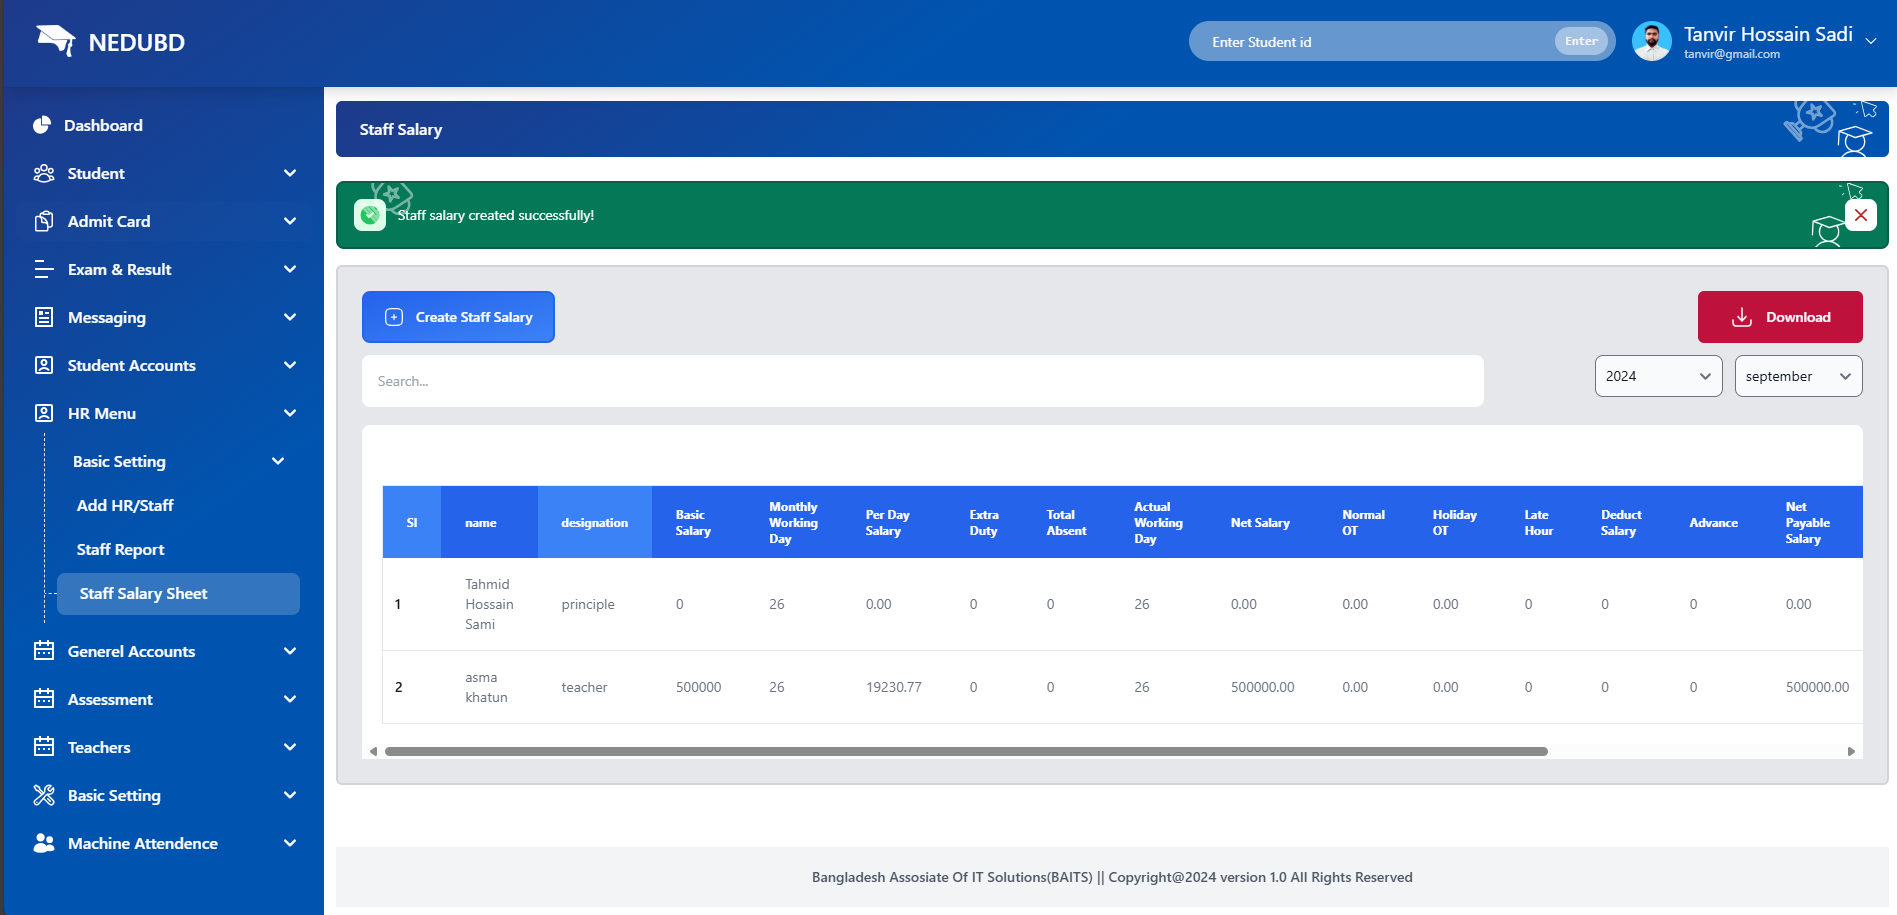 NEDUBD
Enter Student id
Enter
Tanvir Hossain Sadi
tanvir@gmail.com
Dashboard
Student
Admit Card
Exam & Result
Messaging
Student Accounts
HR Menu
Basic Setting
Add HR/Staff
Staff Report
Staff Salary Sheet
Generel Accounts
Assessment
Teachers
Basic Setting
Machine Attendence
Staff Salary
Staff salary created successfully!
Create Staff Salary
Download
Search...
2024
september
Sl name designation Basic Salary Monthly Working Day Per Day Salary Extra Duty Total Absent Actual Working Day Net Salary Normal OT Holiday OT Late Hour Deduct Salary Advance Net Payable Salary
1 Tahmid Hossain Sami principle 0 26 0.00 0 0 26 0.00 0.00 0.00 0 0 0 0.00
2 asma khatun teacher 500000 26 19230.77 0 0 26 500000.00 0.00 0.00 0 0 0 500000.00
Bangladesh Assosiate Of IT Solutions(BAITS) || Copyright@2024 version 1.0 All Rights Reserved